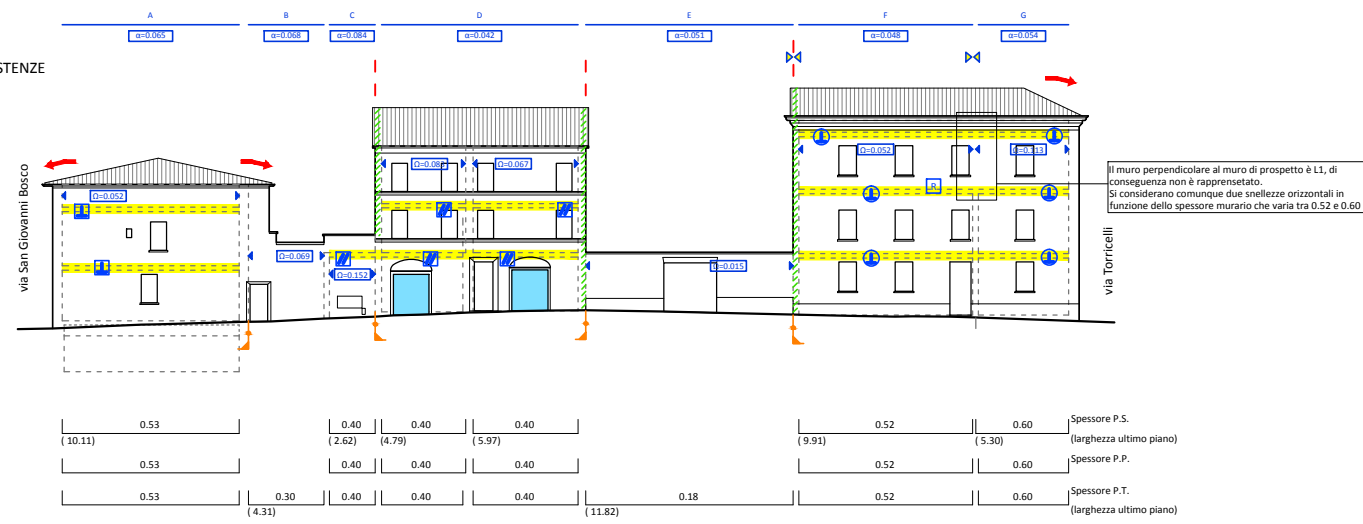 A B C D E F G
α=0.065 α=0.068 α=0.084 α=0.042 α=0.051 α=0.048 α=0.054
STENZE
via San Giovanni Bosco
Ω=0.052
Ω=0.069
Ω=0.152
Ω=0.067
Ω=0.052
R
via Torricelli
Il muro perpendicolare al muro di prospetto è L1, di
conseguenza non è rapprensetato.
Si considerano comunque due snellezze orizzontali in
funzione dello spessore murario che varia tra 0.52 e 0.60
0.53 0.40 0.40 0.40 0.52 0.60 Spessore P.S.
( 10.11) ( 2.62) (4.79) ( 5.97) ( 9.91) ( 5.30) (larghezza ultimo piano)
0.53 0.40 0.40 0.40 0.52 0.60 Spessore P.P.
0.53 0.30 0.40 0.40 0.40 0.18 0.52 0.60 Spessore P.T.
( 4.31) ( 11.82) (larghezza ultimo piano)